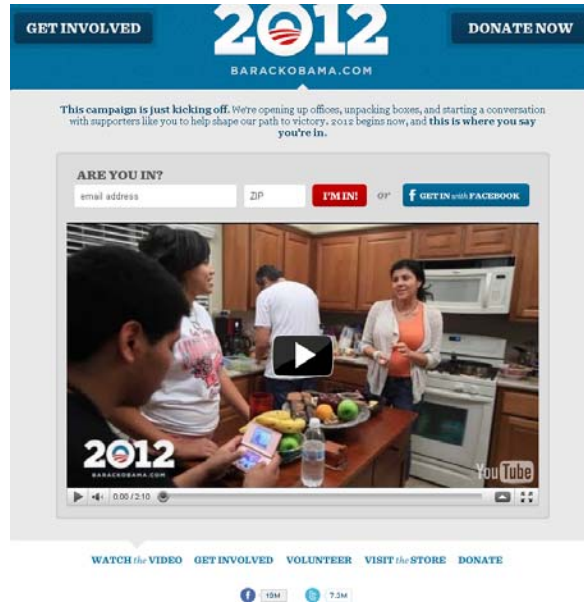 GET INVOLVED
2012
DONATE NOW
BARACKOBAMA.COM
This campaign is just kicking off. We're opening up offices, unpacking boxes, and starting a conversation
with supporters like you to help shape our path to victory. 2012 begins now, and this is where you say
you're in.
ARE YOU IN?
email address
ZIP
I'M IN!
or
f GET IN with FACEBOOK
2012
BARACKOBAMA.COM
YouTube
0:00 / 2:10
WATCH the VIDEO GET INVOLVED VOLUNTEER VISIT the STORE DONATE
f 19M t 7.3M